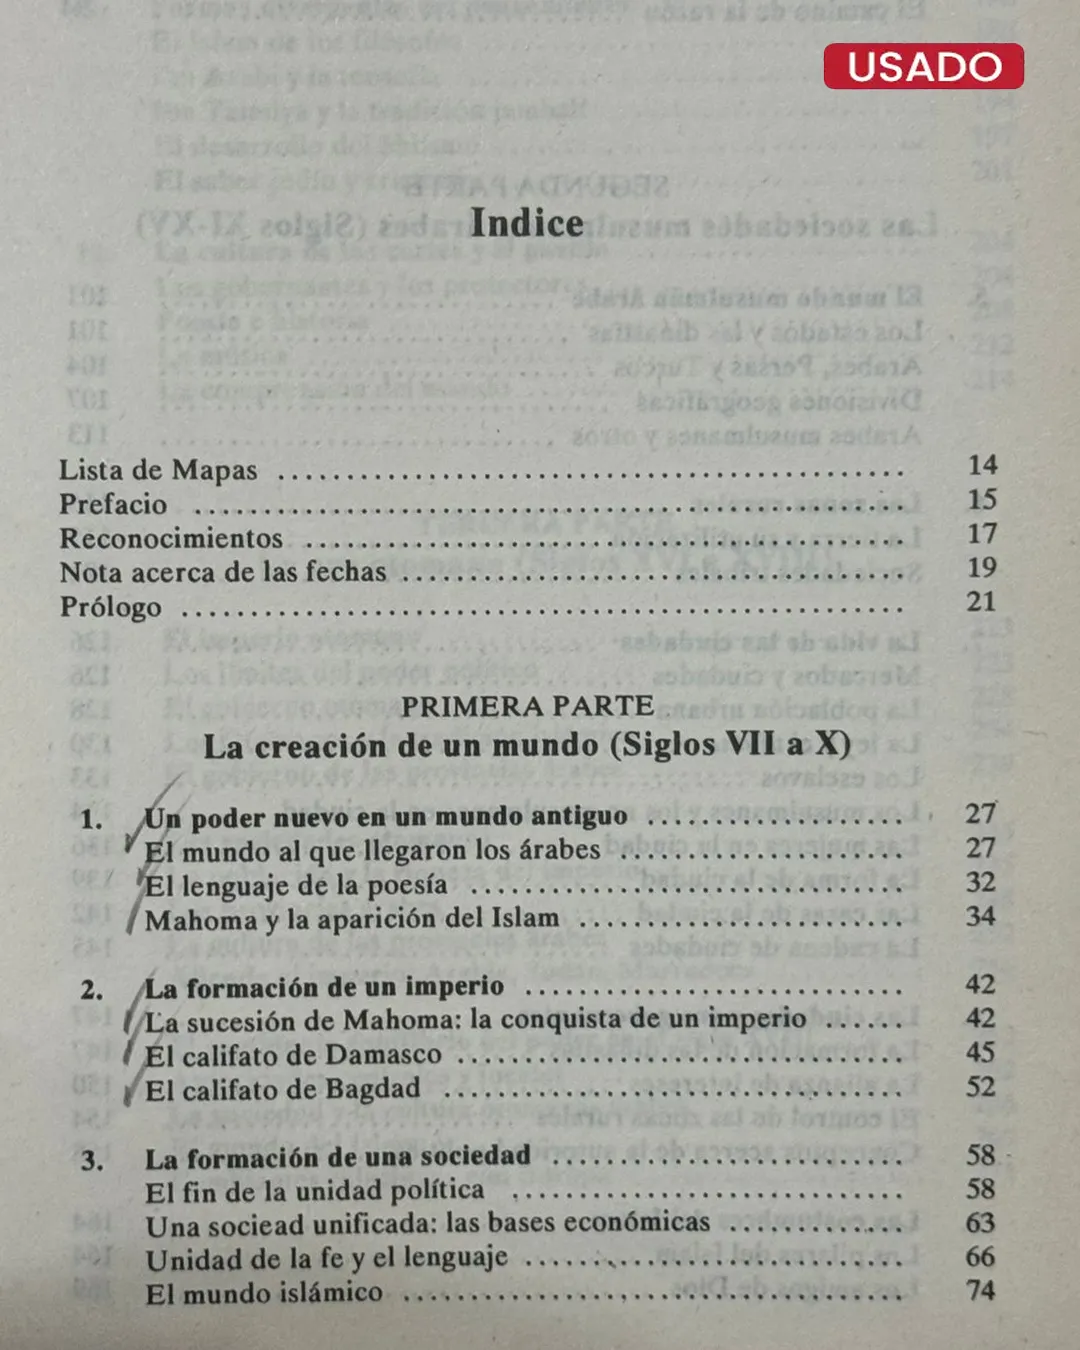 USADO
Indice
Lista de Mapas ........ 14
Prefacio ........ 15
Reconocimientos ........ 17
Nota acerca de las fechas ........ 19
Prólogo ........ 21
PRIMERA PARTE
La creación de un mundo (Siglos VII a X)
1. Un poder nuevo en un mundo antiguo ........ 27
El mundo al que llegaron los árabes ........ 27
El lenguaje de la poesía ........ 32
Mahoma y la aparición del Islam ........ 34
2. La formación de un imperio ........ 42
La sucesión de Mahoma: la conquista de un imperio ...... 42
El califato de Damasco ........ 45
El califato de Bagdad ........ 52
3. La formación de una sociedad ........ 58
El fin de la unidad política ........ 58
Una sociead unificada: las bases económicas ........ 63
Unidad de la fe y el lenguaje ........ 66
El mundo islámico ........ 74